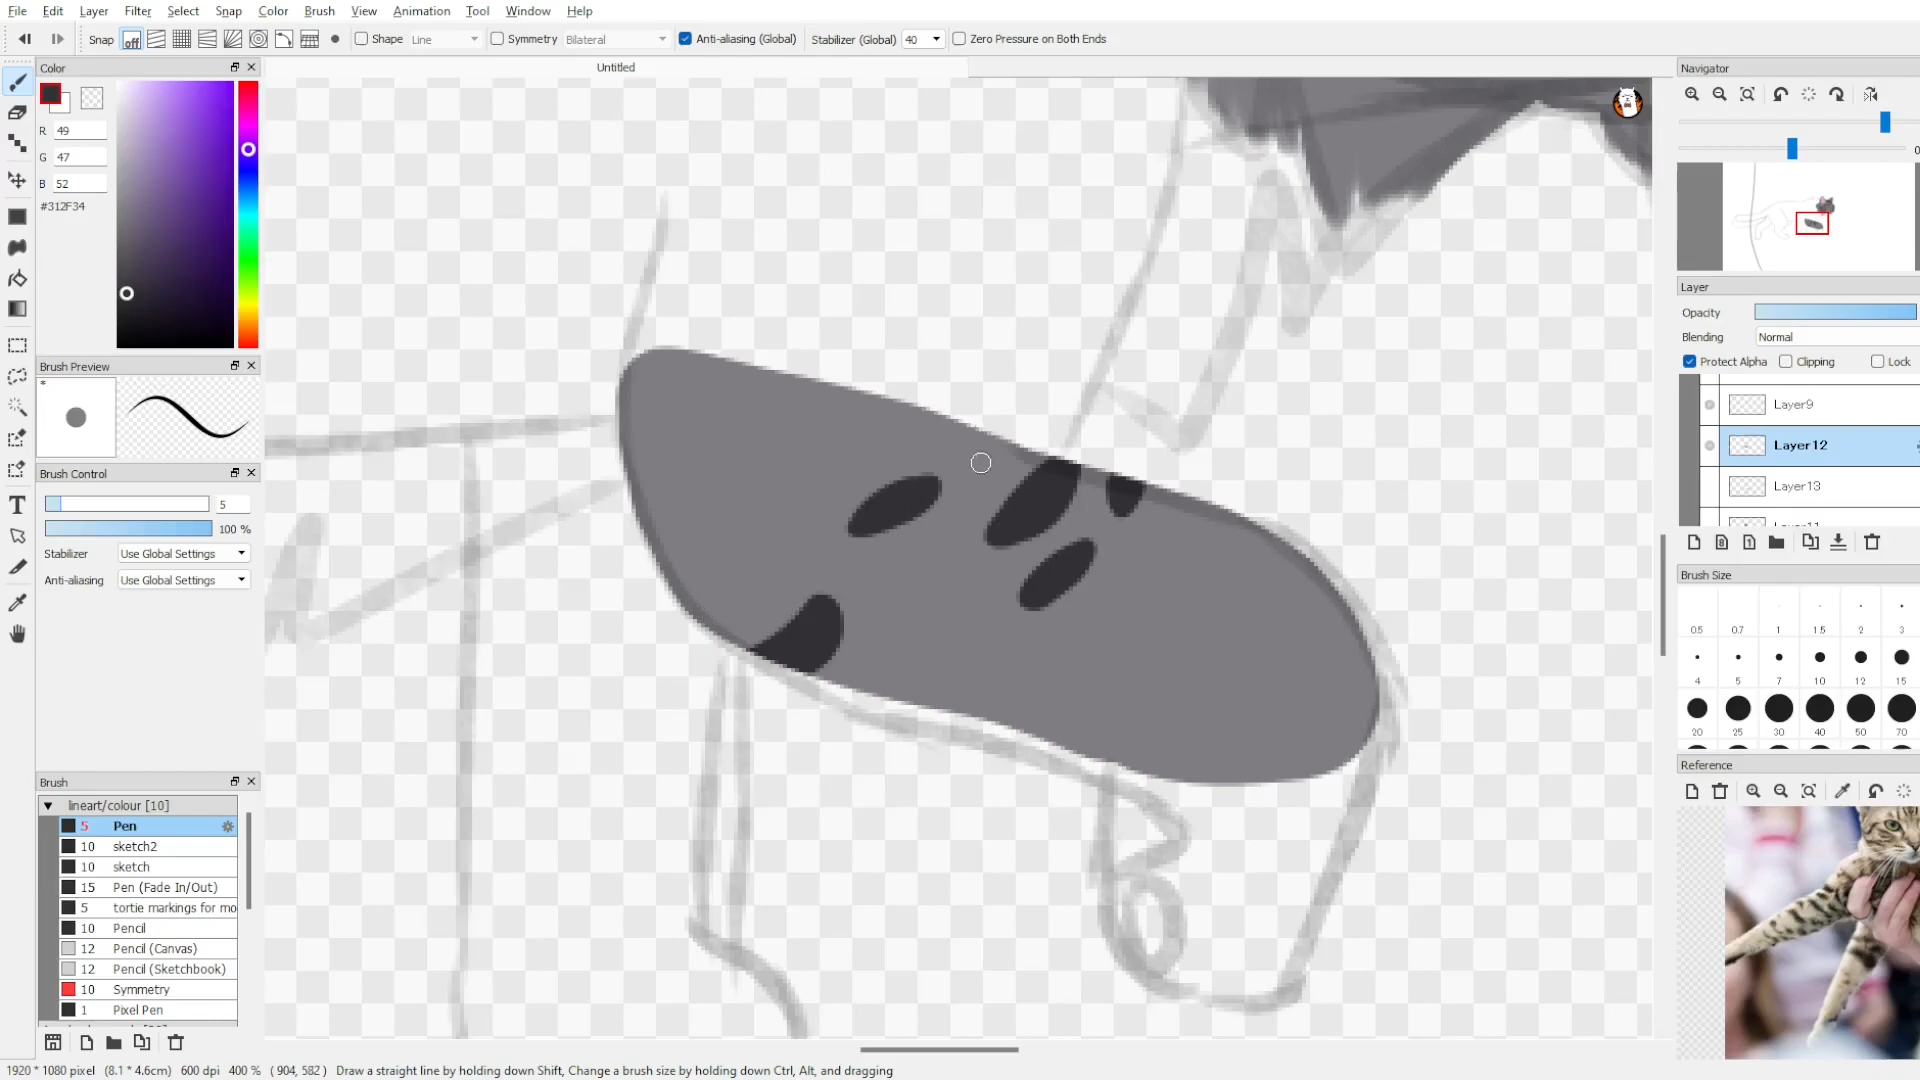 File Edit Layer Filter Select Snap Color Brush View Animation Tool Window Help
Snap off Shape Line Symmetry Bilateral Anti-aliasing (Global) Stabilizer (Global) 40 Zero Pressure on Both Ends
Color
Untitled
Navigator
R 49
G 47
B 52
#312F34
0
Layer
Opacity
Blending Normal
Protect Alpha Clipping Lock
Layer9
Layer12
Layer13
Brush Preview
*
Brush Control
5
100 %
Stabilizer Use Global Settings
Anti-aliasing Use Global Settings
Brush Size
0.5 0.7 1 1.5 2 3
4 5 7 10 12 15
20 25 30 40 50 70
Reference
Brush
lineart/colour [10]
5 Pen
10 sketch2
10 sketch
15 Pen (Fade In/Out)
5 tortie markings for mo
10 Pencil
12 Pencil (Canvas)
12 Pencil (Sketchbook)
10 Symmetry
1 Pixel Pen
1920 * 1080 pixel (8.1 * 4.6cm) 600 dpi 400 % ( 904, 582 ) Draw a straight line by holding down Shift, Change a brush size by holding down Ctrl, Alt, and dragging